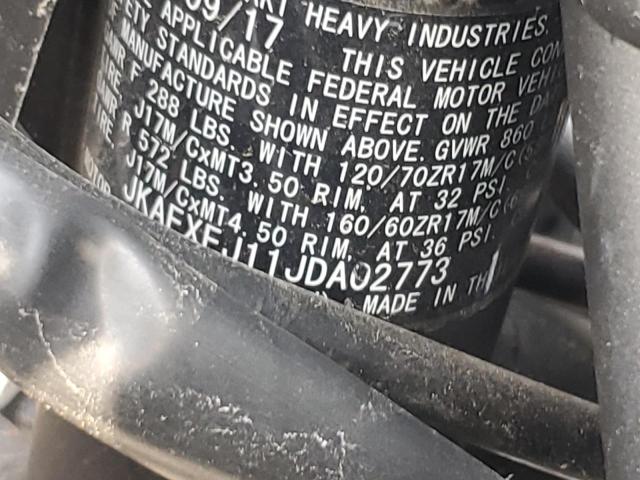 HEAVY INDUSTRIES,
09/17 THIS VEHICLE
APPLICABLE FEDERAL MOTOR
STANDARDS IN EFFECT ON THE
MANUFACTURE SHOWN ABOVE. GVWR 860
F 288 LBS. WITH 120/70ZR17M/C
J17M/CxMT3.50 RIM, AT 32 PSI.
R 572 LBS. WITH 160/60ZR17M/C
J17M/CxMT4.50 RIM, AT 36 PSI.
JKAEXEJ11JDA02773
MADE IN